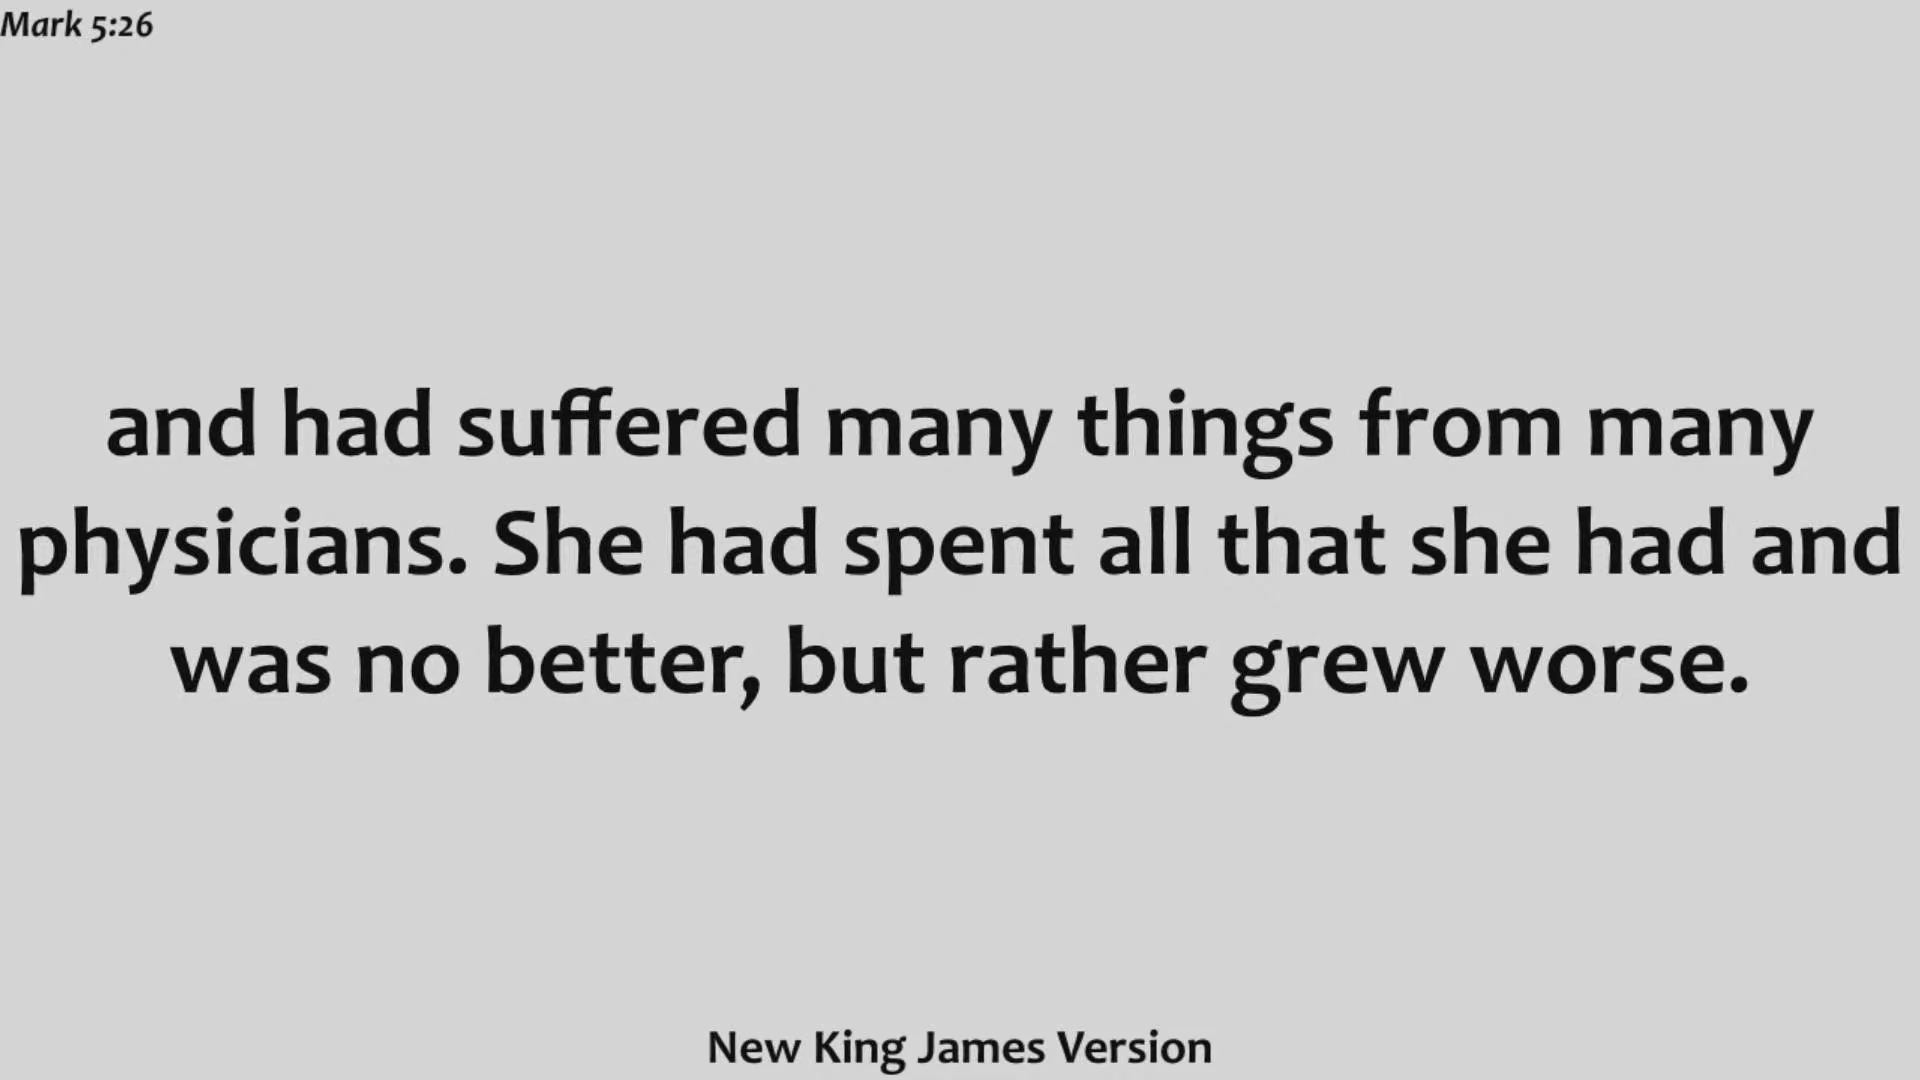 Mark 5:26
and had suffered many things from many
physicians. She had spent all that she had and
was no better, but rather grew worse.
New King James Version